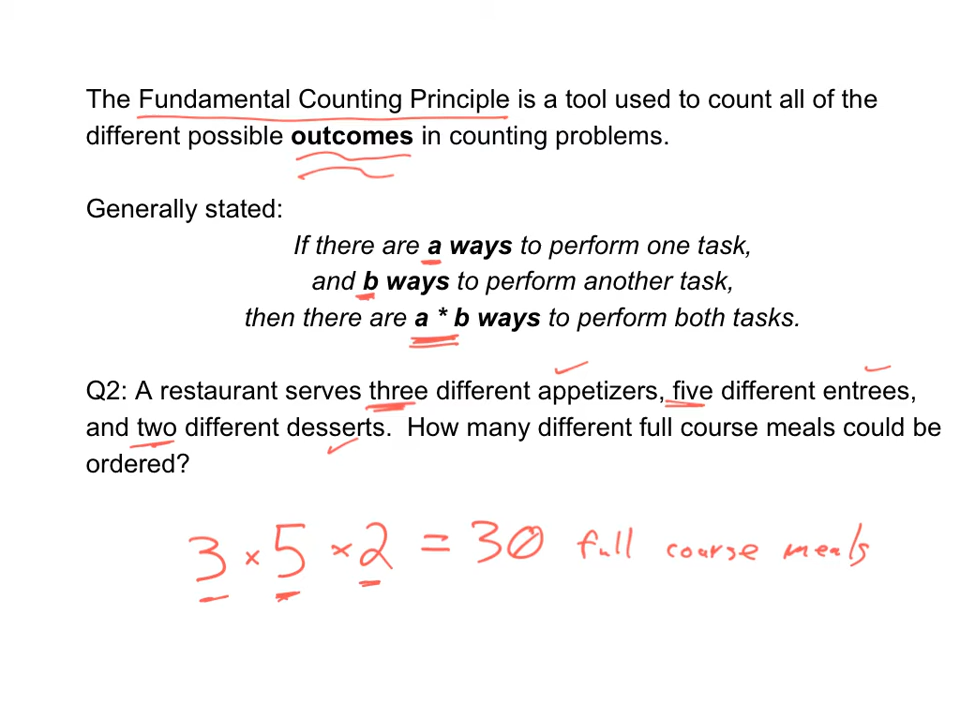 The Fundamental Counting Principle is a tool used to count all of the
different possible outcomes in counting problems.
Generally stated:
If there are a ways to perform one task,
and b ways to perform another task,
then there are a * b ways to perform both tasks.
Q2: A restaurant serves three different appetizers, five different entrees,
and two different desserts. How many different full course meals could be
ordered?
3 × 5 × 2 = 30 full course meals